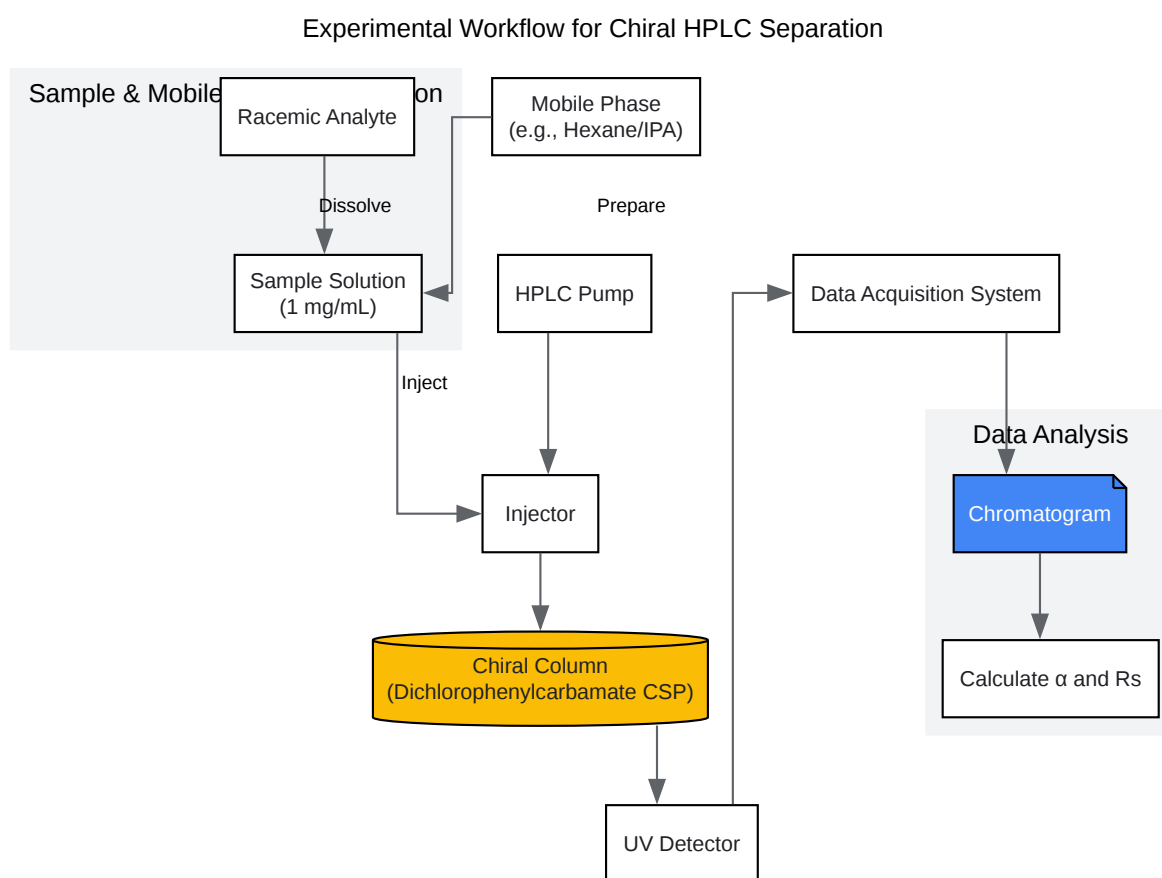 Experimental Workflow for Chiral HPLC Separation
Sample & Mobile
Racemic Analyte
Mobile Phase
(e.g., Hexane/IPA)
Dissolve
Prepare
Sample Solution
(1 mg/mL)
HPLC Pump
Data Acquisition System
Inject
Data Analysis
Injector
Chromatogram
Chiral Column
(Dichlorophenylcarbamate CSP)
Calculate α and Rs
UV Detector